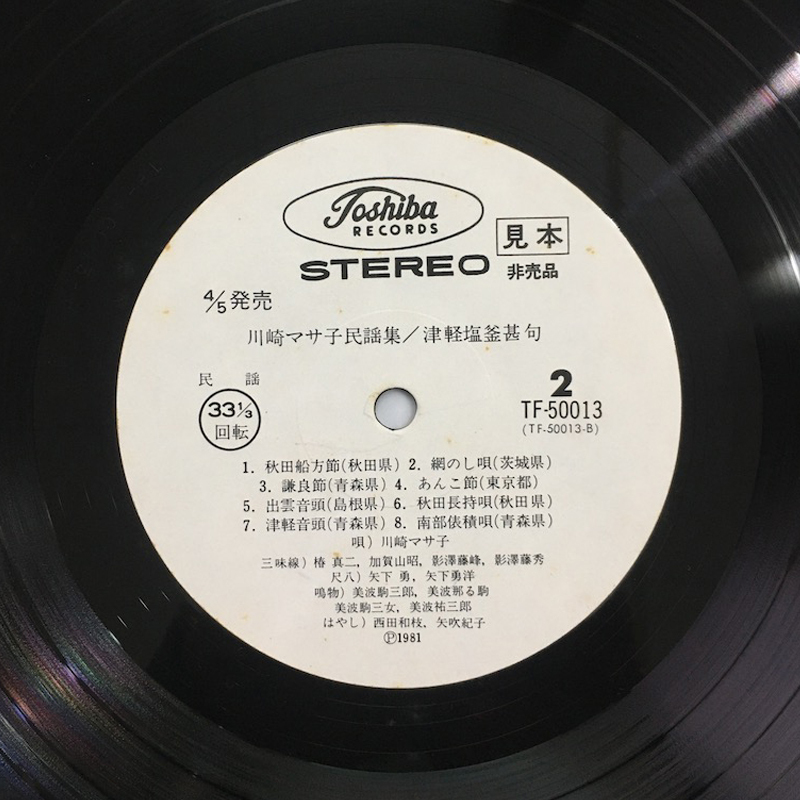 Toshiba
RECORDS
見本
STEREO 非売品
4/5発売
川崎マサ子民謡集／津軽塩釜甚句
民謡
2
33 1/3
回転
TF-50013
(TF-50013-B)
1. 秋田船方節(秋田県) 2. 網のし唄(茨城県)
3. 謙良節(青森県) 4. あんこ節(東京都)
5. 出雲音頭(島根県) 6. 秋田長持唄(秋田県)
7. 津軽音頭(青森県) 8. 南部俵積唄(青森県)
唄) 川崎マサ子
三味線) 椿 真二, 加賀山昭, 影澤藤峰, 影澤藤秀
尺八) 矢下 勇, 矢下勇洋
鳴物) 美波駒三郎, 美波那る駒
美波駒三女, 美波祐三郎
はやし) 西田和枝, 矢吹紀子
Ⓟ1981